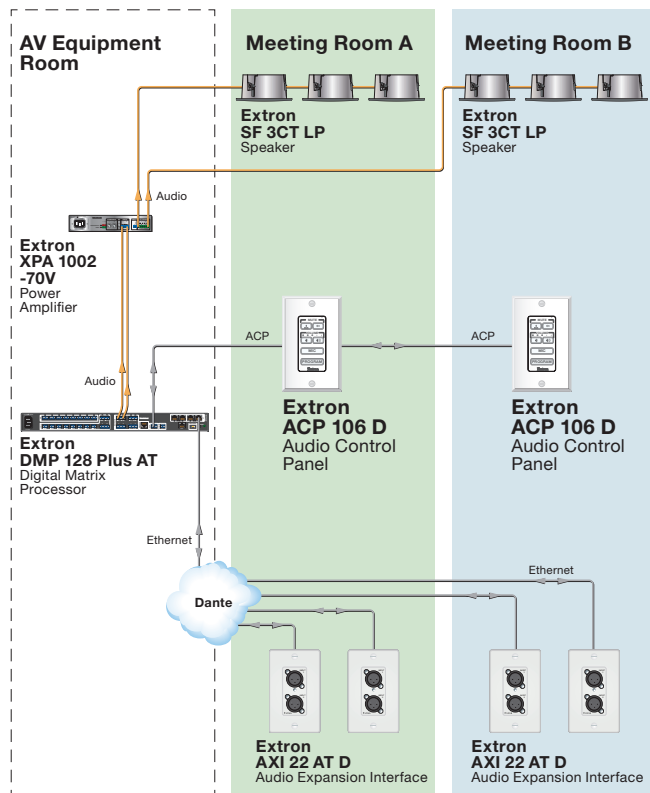 AV Equipment
Room
Meeting Room A
Meeting Room B
Extron
SF 3CT LP
Speaker
Extron
SF 3CT LP
Speaker
Audio
Extron
XPA 1002
-70V
Power
Amplifier
ACP
ACP
Audio
Extron
ACP 106 D
Audio Control
Panel
Extron
ACP 106 D
Audio Control
Panel
Extron
DMP 128 Plus AT
Digital Matrix
Processor
Ethernet
Ethernet
Dante
Extron
AXI 22 AT D
Audio Expansion Interface
Extron
AXI 22 AT D
Audio Expansion Interface